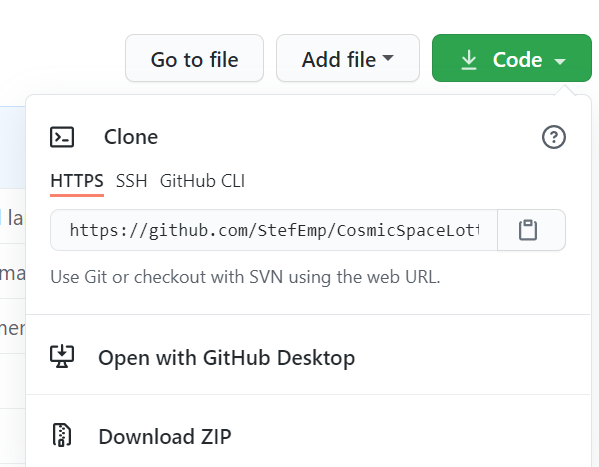 Go to file Add file Code
Clone
HTTPS SSH GitHub CLI
https://github.com/StefEmp/CosmicSpaceLott
Use Git or checkout with SVN using the web URL.
Open with GitHub Desktop
Download ZIP